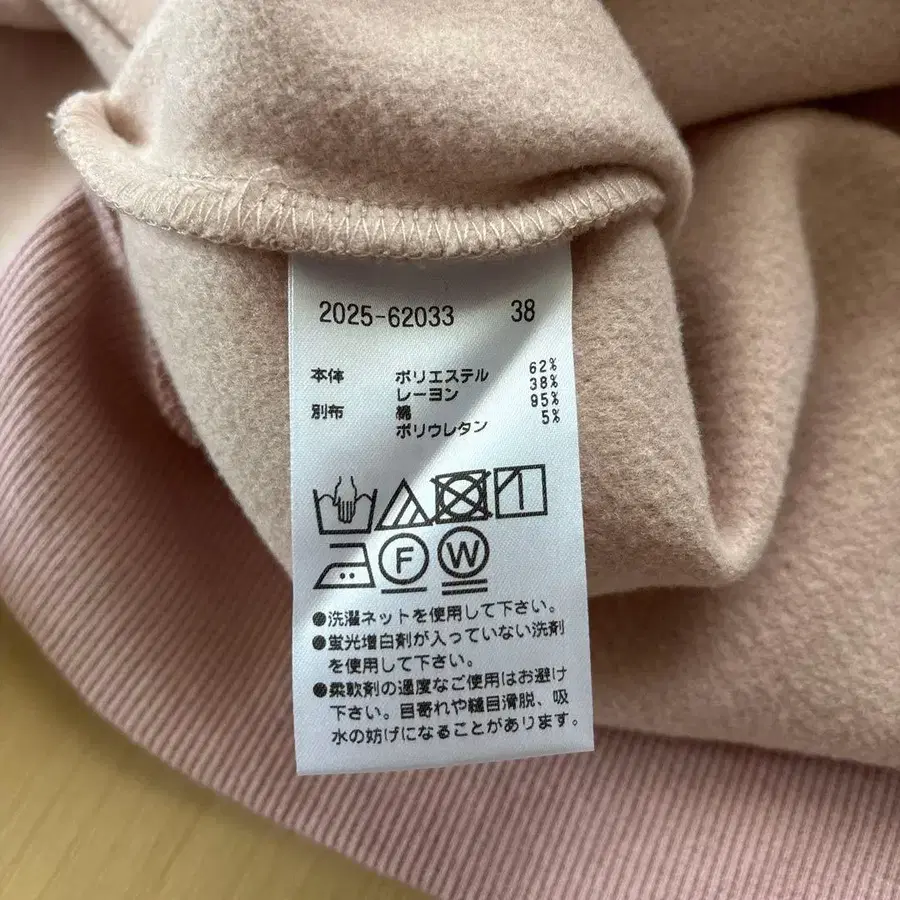 2025-62033 38
本体 ポリエステル 62%
レーヨン 38%
別布 綿 95%
ポリウレタン 5%
F W
●洗濯ネットを使用して下さい。
●蛍光増白剤が入っていない洗剤
を使用して下さい。
●柔軟剤の過度なご使用はお避け
下さい。目寄れや縫目滑脱、吸
水の妨げになることがあります。